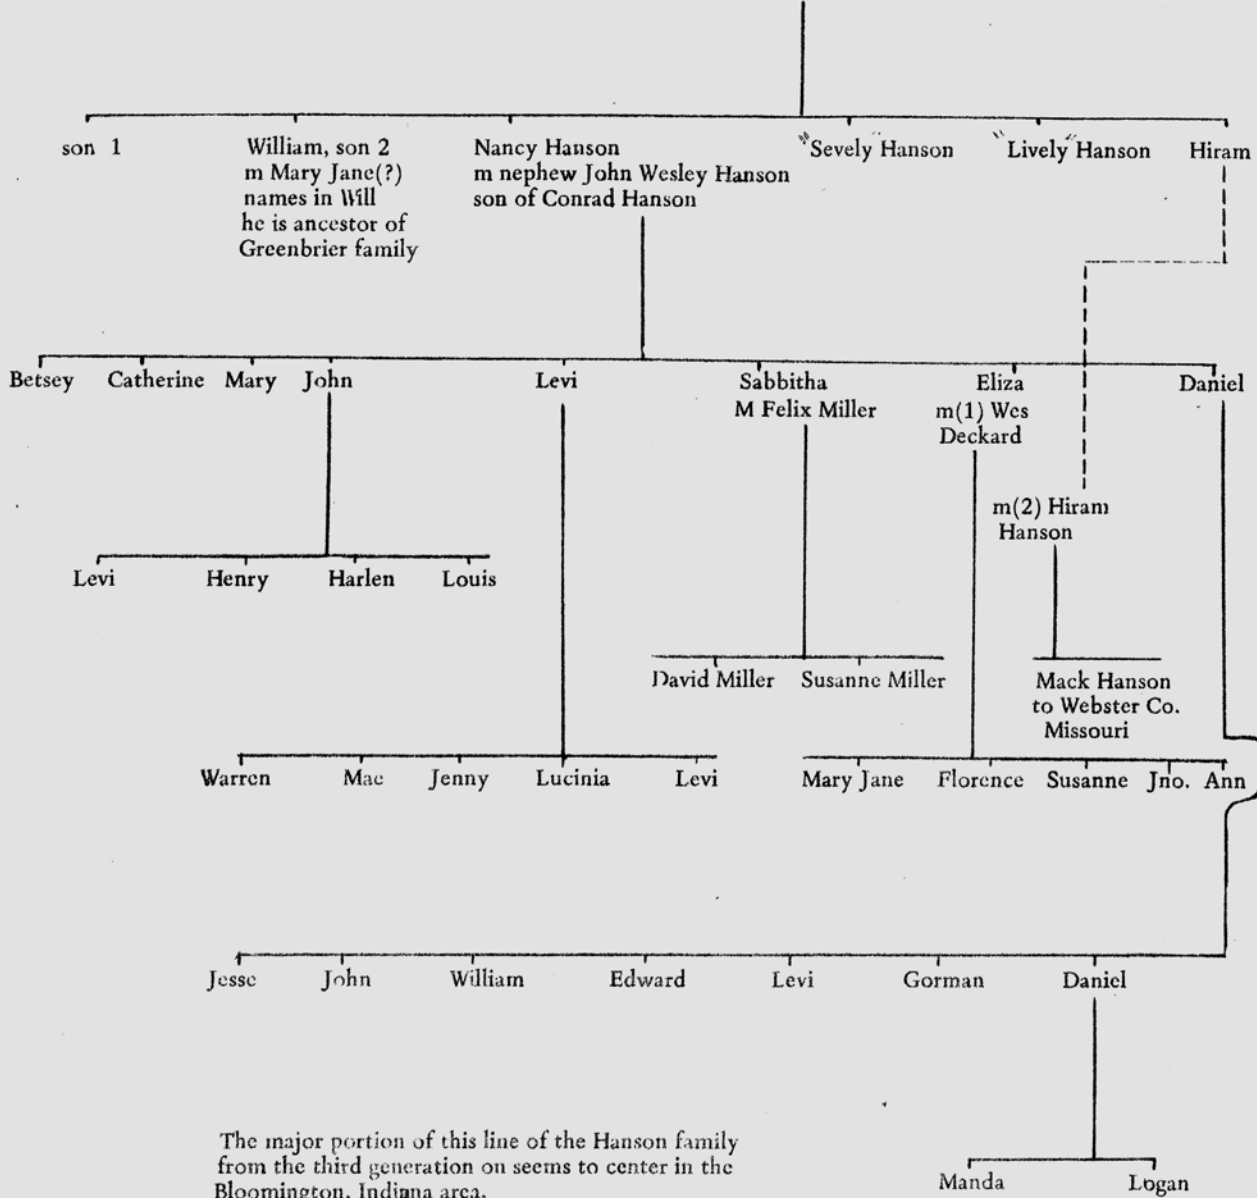 son 1 William, son 2 Nancy Hanson "Sevely" Hanson "Lively" Hanson Hiram
m Mary Jane(?) m nephew John Wesley Hanson
names in Will son of Conrad Hanson
he is ancestor of
Greenbrier family
Betsey Catherine Mary John Levi Sabbitha Eliza Daniel
M Felix Miller m(1) Wes
Deckard
m(2) Hiram
Hanson
Levi Henry Harlen Louis
David Miller Susanne Miller Mack Hanson
to Webster Co.
Missouri
Warren Mae Jenny Lucinia Levi Mary Jane Florence Susanne Jno. Ann
Jesse John William Edward Levi Gorman Daniel
The major portion of this line of the Hanson family
from the third generation on seems to center in the
Bloomington, Indiana area.
Manda Logan